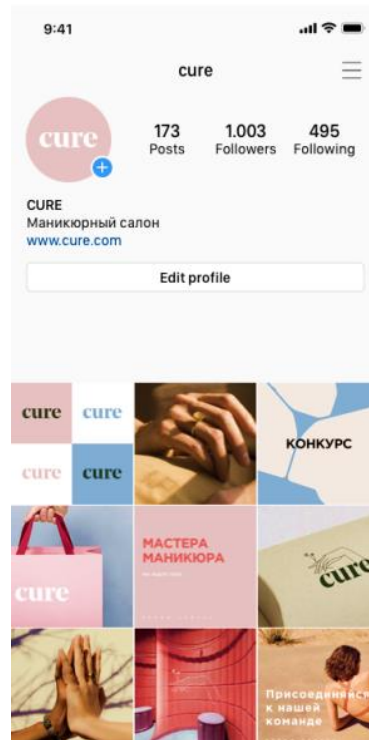 9:41
cure
cure
173
1.003
495
Posts
Followers
Following
CURE
Маникюрный салон
www.cure.com
Edit profile
cure
cure
cure
cure
КОНКУРС
cure
МАСТЕРА
МАНИКЮРА
cure
Присоединяйся
к нашей
команде